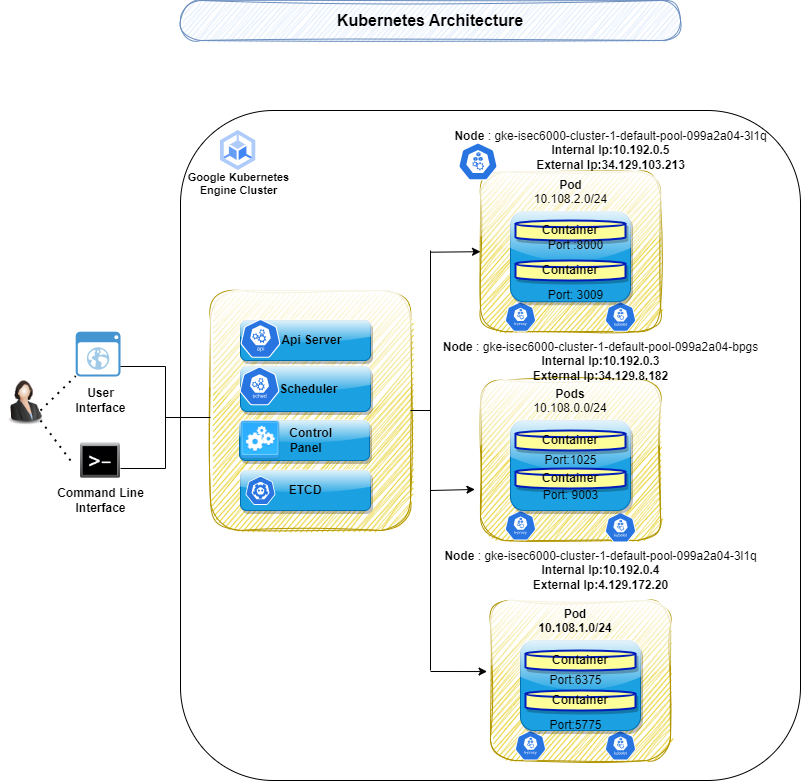 Kubernetes Architecture
Google Kubernetes
Engine Cluster
Node : gke-isec6000-cluster-1-default-pool-099a2a04-3l1q
Internal Ip:10.192.0.5
External Ip:34.129.103.213
Pod
10.108.2.0/24
Container
Port :8000
Container
Port: 3009
k-proxy
kubelet
Api Server
api
Scheduler
sched
Control
Panel
ETCD
User
Interface
Command Line
Interface
Node : gke-isec6000-cluster-1-default-pool-099a2a04-bpgs
Internal Ip:10.192.0.3
External Ip:34.129.8,182
Pods
10.108.0.0/24
Container
Port:1025
Container
Port: 9003
k-proxy
kubelet
Node : gke-isec6000-cluster-1-default-pool-099a2a04-3l1q
Internal Ip:10.192.0.4
External Ip:4.129.172.20
Pod
10.108.1.0/24
Container
Port:6375
Container
Port:5775
k-proxy
kubelet